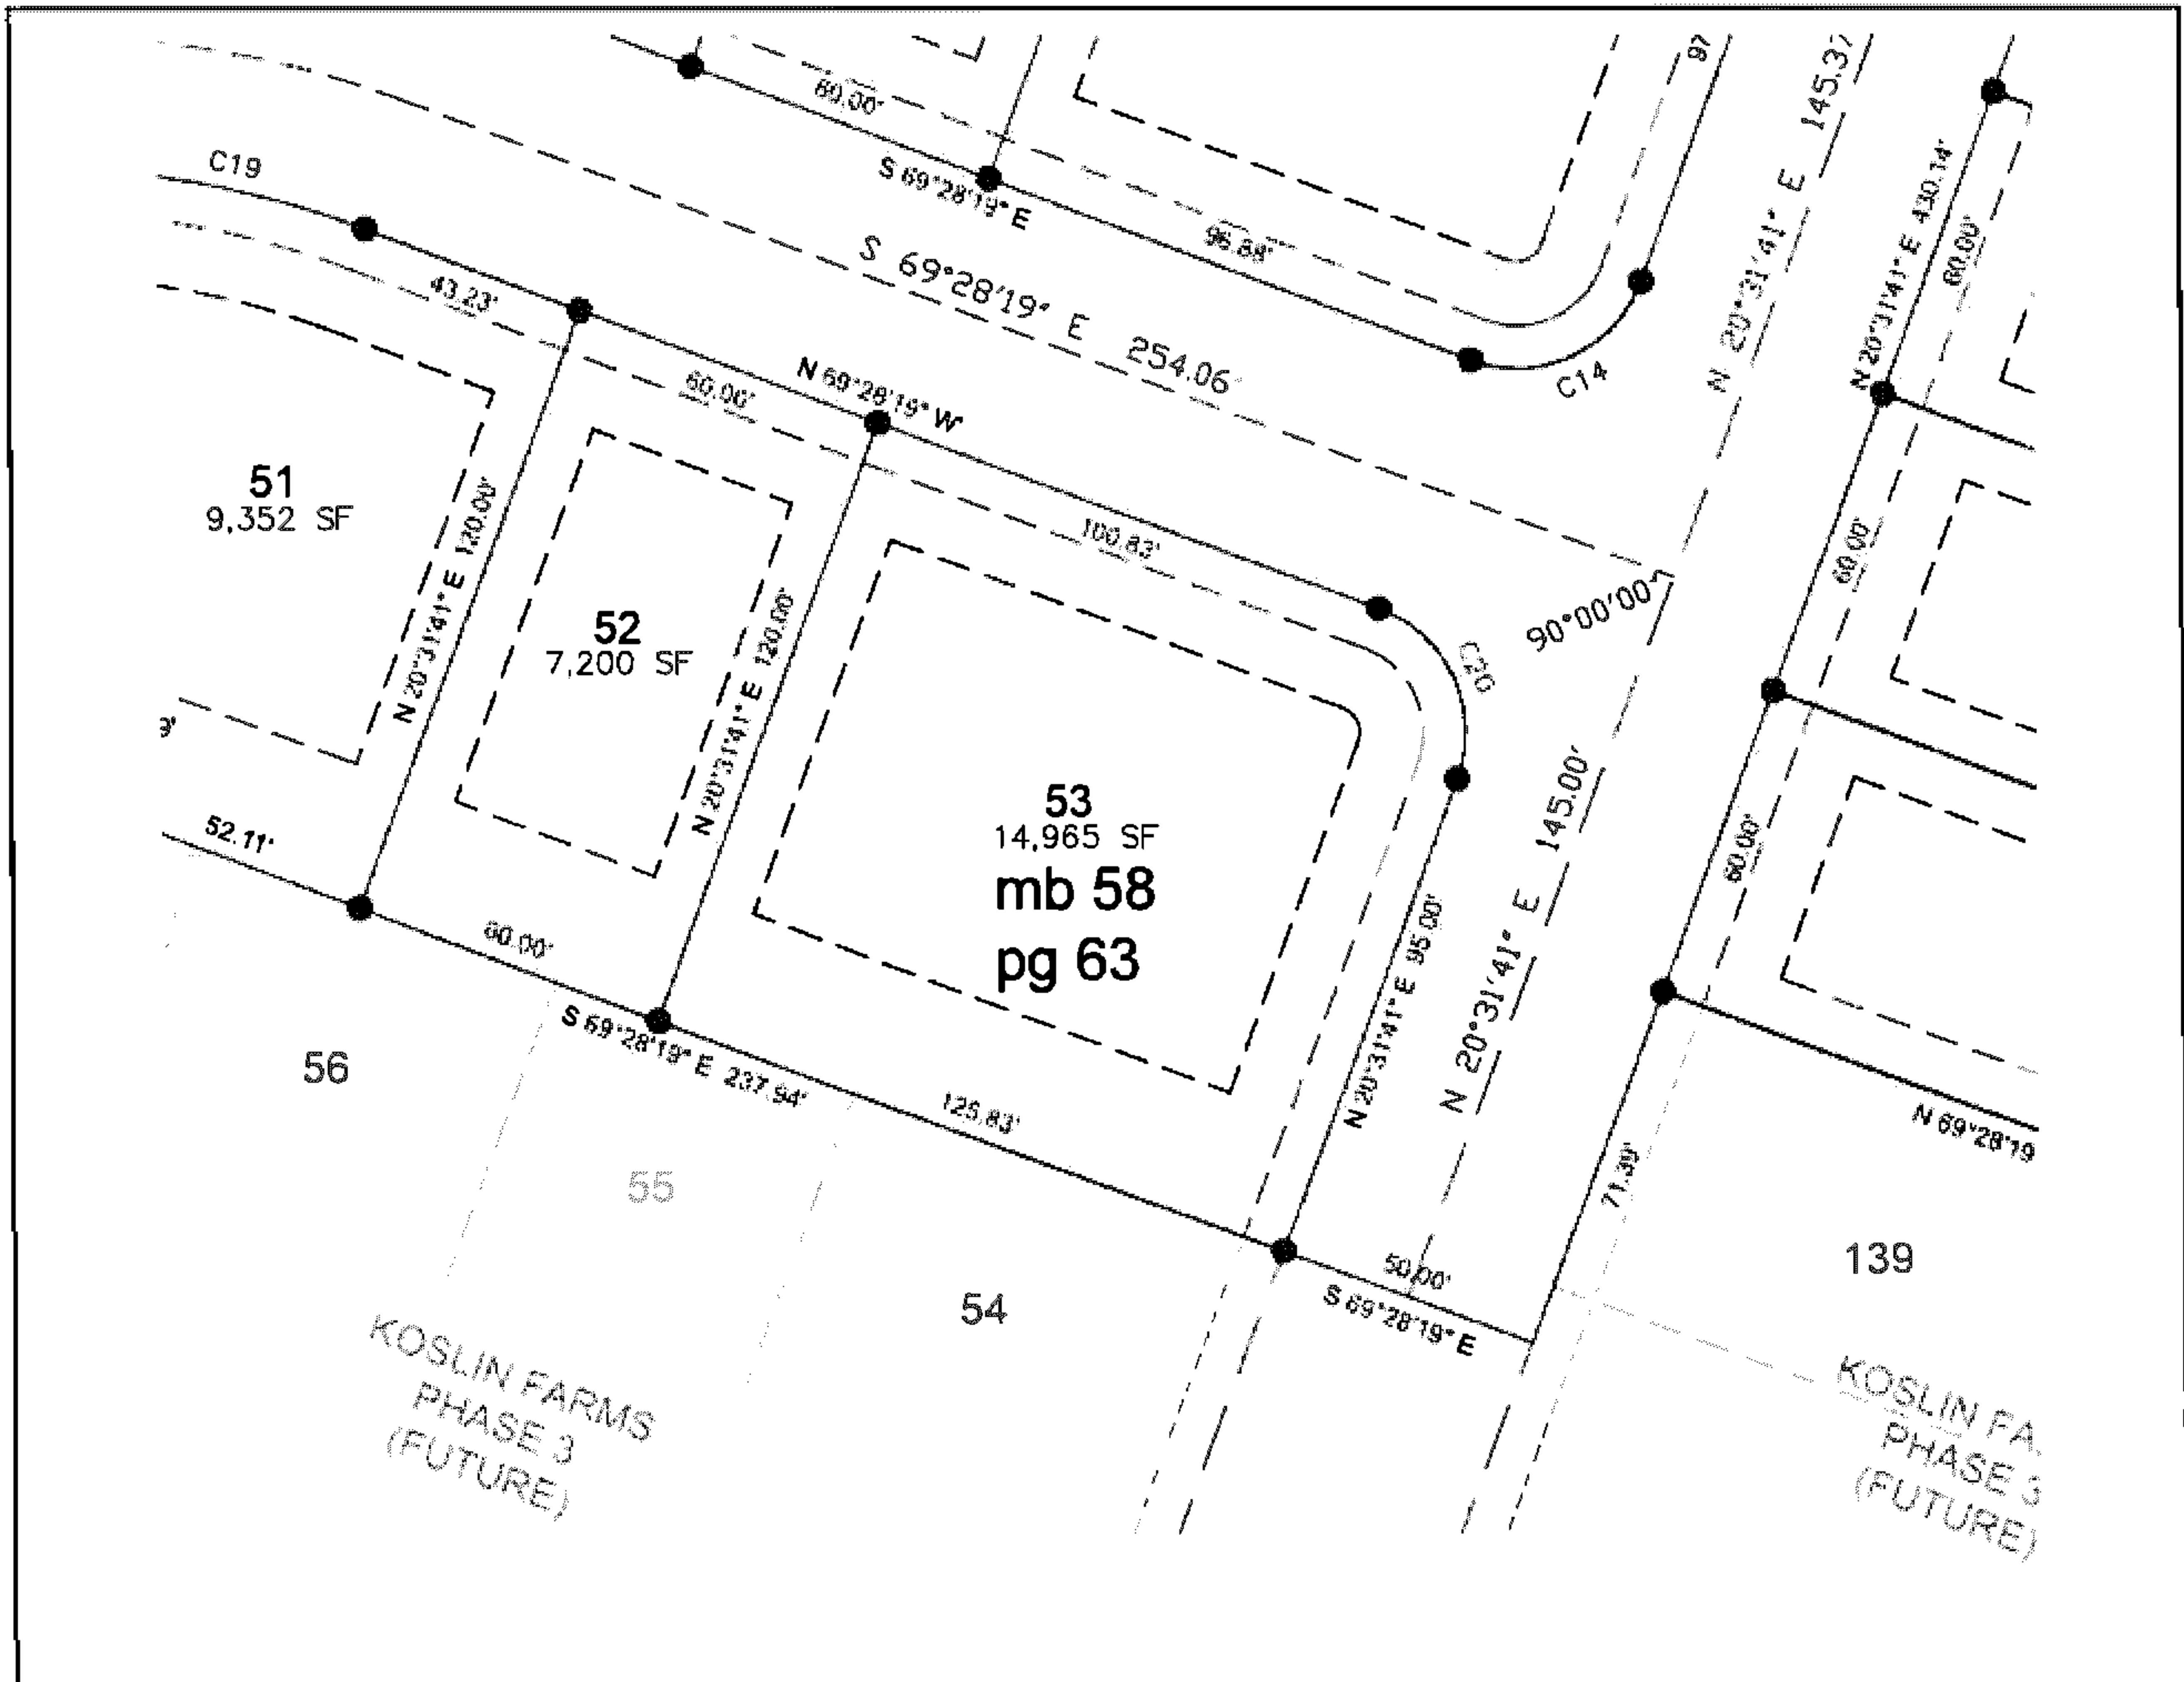 97
145.37
60.00'
S 69°28'19" E
96.88'
C14
N 20°31'41" E
N 20°31'41" E 430.14'
60.00'
C19
43.23'
S 69°28'19" E 254.06'
60.00'
N 69°28'19" W
100.83'
C20
90°00'00"
60.00'
51
9,352 SF
N 20°31'41" E 120.00'
52
7,200 SF
N 20°31'41" E 120.00'
53
14,965 SF
mb 58
pg 63
N 20°31'41" E 95.00'
N 20°31'41" E 145.00'
60.00'
9'
52.11'
60.00'
S 69°28'19" E 237.94'
125.83'
50.00'
S 69°28'19" E
71.39'
N 69°28'19
56
55
54
139
KOSLIN FARMS
PHASE 3
(FUTURE)
KOSLIN FA
PHASE 3
(FUTURE)